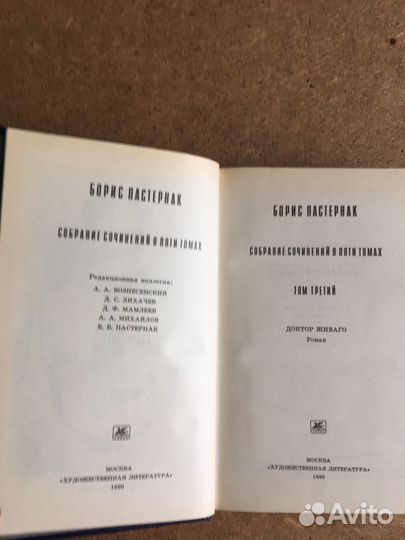 БОРИС ПАСТЕРНАК
СОБРАНИЕ СОЧИНЕНИЙ В ПЯТИ ТОМАХ
Редакционная коллегия:
А. А. ВОЗНЕСЕНСКИЙ
Д. С. ЛИХАЧЕВ
Д. Ф. МАМЛЕЕВ
А. А. МИХАЙЛОВ
Е. Б. ПАСТЕРНАК
МОСКВА
«ХУДОЖЕСТВЕННАЯ ЛИТЕРАТУРА»
1990
БОРИС ПАСТЕРНАК
СОБРАНИЕ СОЧИНЕНИЙ В ПЯТИ ТОМАХ
ТОМ ТРЕТИЙ
ДОКТОР ЖИВАГО
Роман
МОСКВА
«ХУДОЖЕСТВЕННАЯ ЛИТЕРАТУРА»
1990
Avito